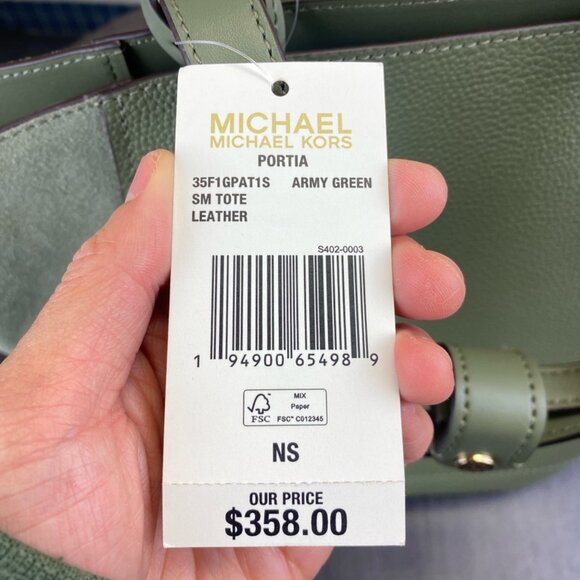 MICHAEL
MICHAEL KORS
PORTIA
35F1GPAT1S ARMY GREEN
SM TOTE
LEATHER
S402-0003
1 94900 65498 9
FSC
MIX
Paper
FSC™ C012345
NS
OUR PRICE
$358.00